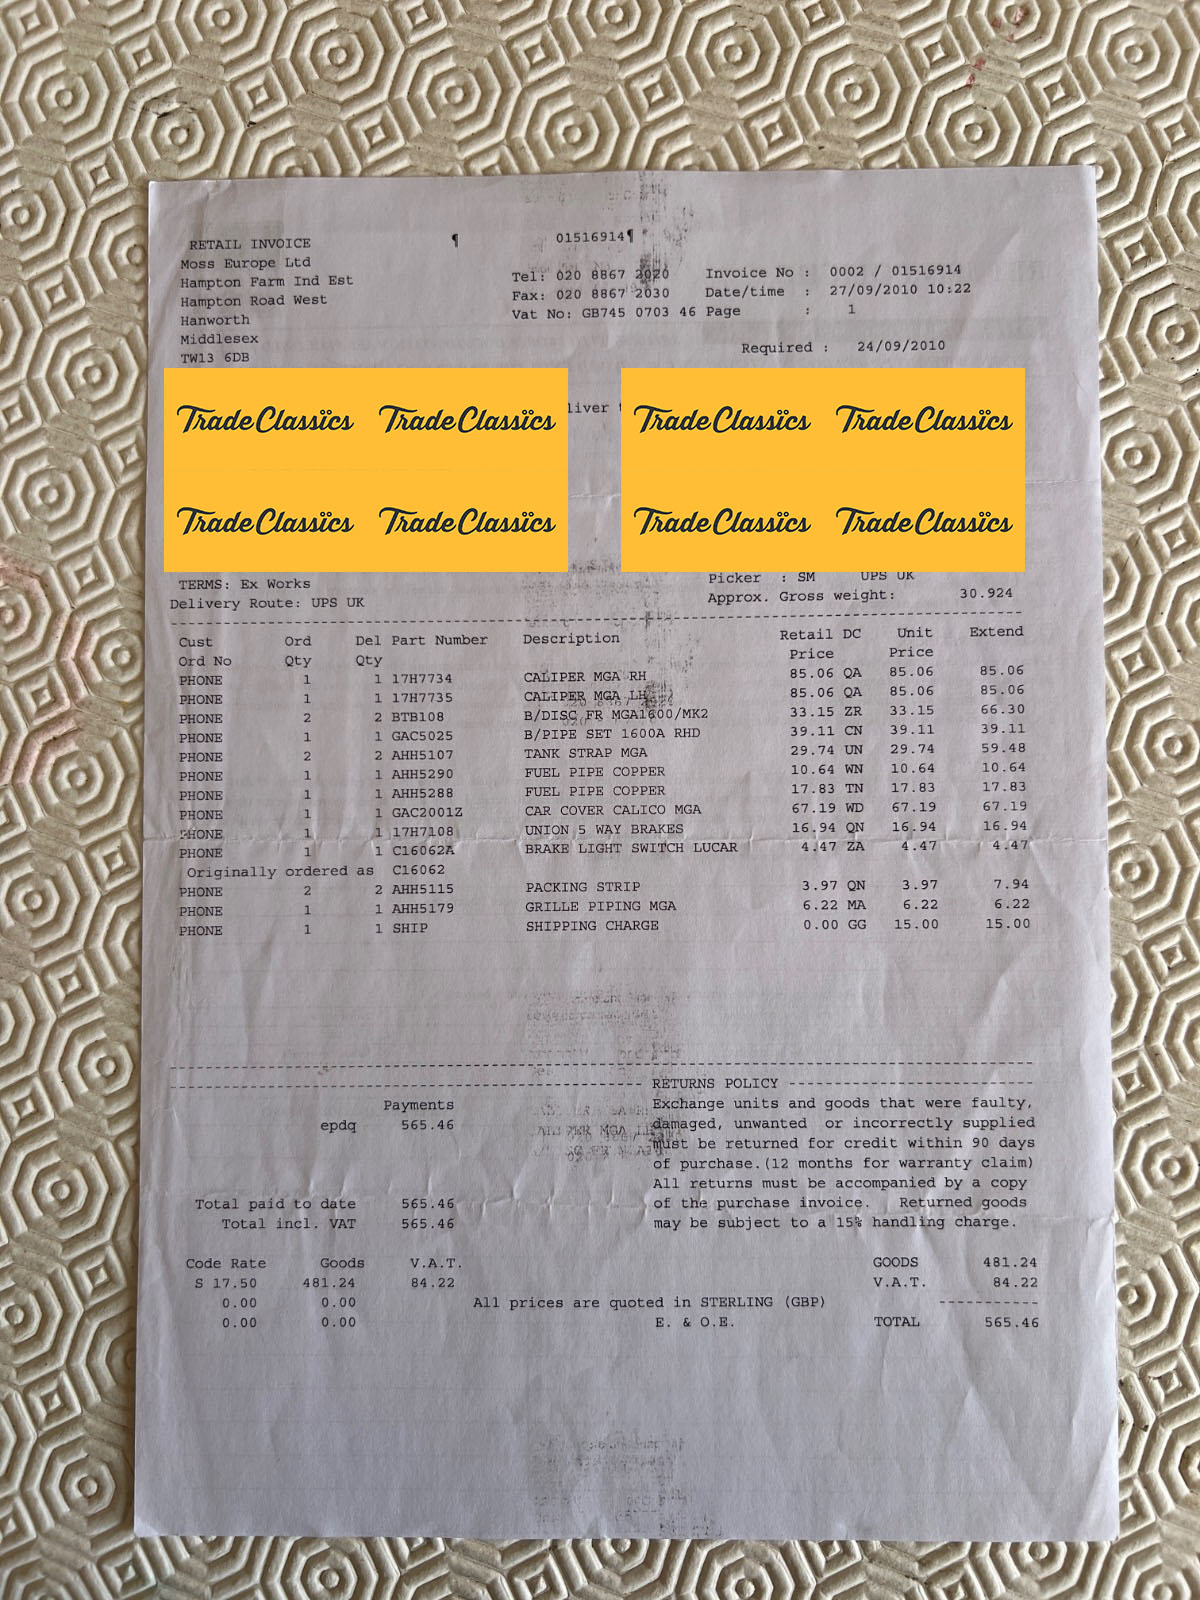 RETAIL INVOICE ¶ 01516914¶
Moss Europe Ltd
Hampton Farm Ind Est Tel: 020 8867 2020 Invoice No : 0002 / 01516914
Hampton Road West Fax: 020 8867 2030 Date/time : 27/09/2010 10:22
Hanworth Vat No: GB745 0703 46 Page : 1
Middlesex
TW13 6DB Required : 24/09/2010
liver
TradeClassics TradeClassics TradeClassics TradeClassics
TradeClassics TradeClassics TradeClassics TradeClassics
TERMS: Ex Works Picker : SM UPS UK
Delivery Route: UPS UK Approx. Gross weight: 30.924
Cust Ord Del Part Number Description Retail DC Unit Extend
Ord No Qty Qty Price Price
PHONE 1 1 17H7734 CALIPER MGA RH 85.06 QA 85.06 85.06
PHONE 1 1 17H7735 CALIPER MGA LH 85.06 QA 85.06 85.06
PHONE 2 2 BTB108 B/DISC FR MGA1600/MK2 33.15 ZR 33.15 66.30
PHONE 1 1 GAC5025 B/PIPE SET 1600A RHD 39.11 CN 39.11 39.11
PHONE 2 2 AHH5107 TANK STRAP MGA 29.74 UN 29.74 59.48
PHONE 1 1 AHH5290 FUEL PIPE COPPER 10.64 WN 10.64 10.64
PHONE 1 1 AHH5288 FUEL PIPE COPPER 17.83 TN 17.83 17.83
PHONE 1 1 GAC2001Z CAR COVER CALICO MGA 67.19 WD 67.19 67.19
PHONE 1 1 17H7108 UNION 5 WAY BRAKES 16.94 QN 16.94 16.94
PHONE 1 1 C16062A BRAKE LIGHT SWITCH LUCAR 4.47 ZA 4.47 4.47
Originally ordered as C16062
PHONE 2 2 AHH5115 PACKING STRIP 3.97 QN 3.97 7.94
PHONE 1 1 AHH5179 GRILLE PIPING MGA 6.22 MA 6.22 6.22
PHONE 1 1 SHIP SHIPPING CHARGE 0.00 GG 15.00 15.00
RETURNS POLICY
Payments Exchange units and goods that were faulty,
epdq 565.46 damaged, unwanted or incorrectly supplied
must be returned for credit within 90 days
of purchase.(12 months for warranty claim)
All returns must be accompanied by a copy
Total paid to date 565.46 of the purchase invoice. Returned goods
Total incl. VAT 565.46 may be subject to a 15% handling charge.
Code Rate Goods V.A.T. GOODS 481.24
S 17.50 481.24 84.22 V.A.T. 84.22
0.00 0.00 All prices are quoted in STERLING (GBP)
0.00 0.00 E. & O.E. TOTAL 565.46